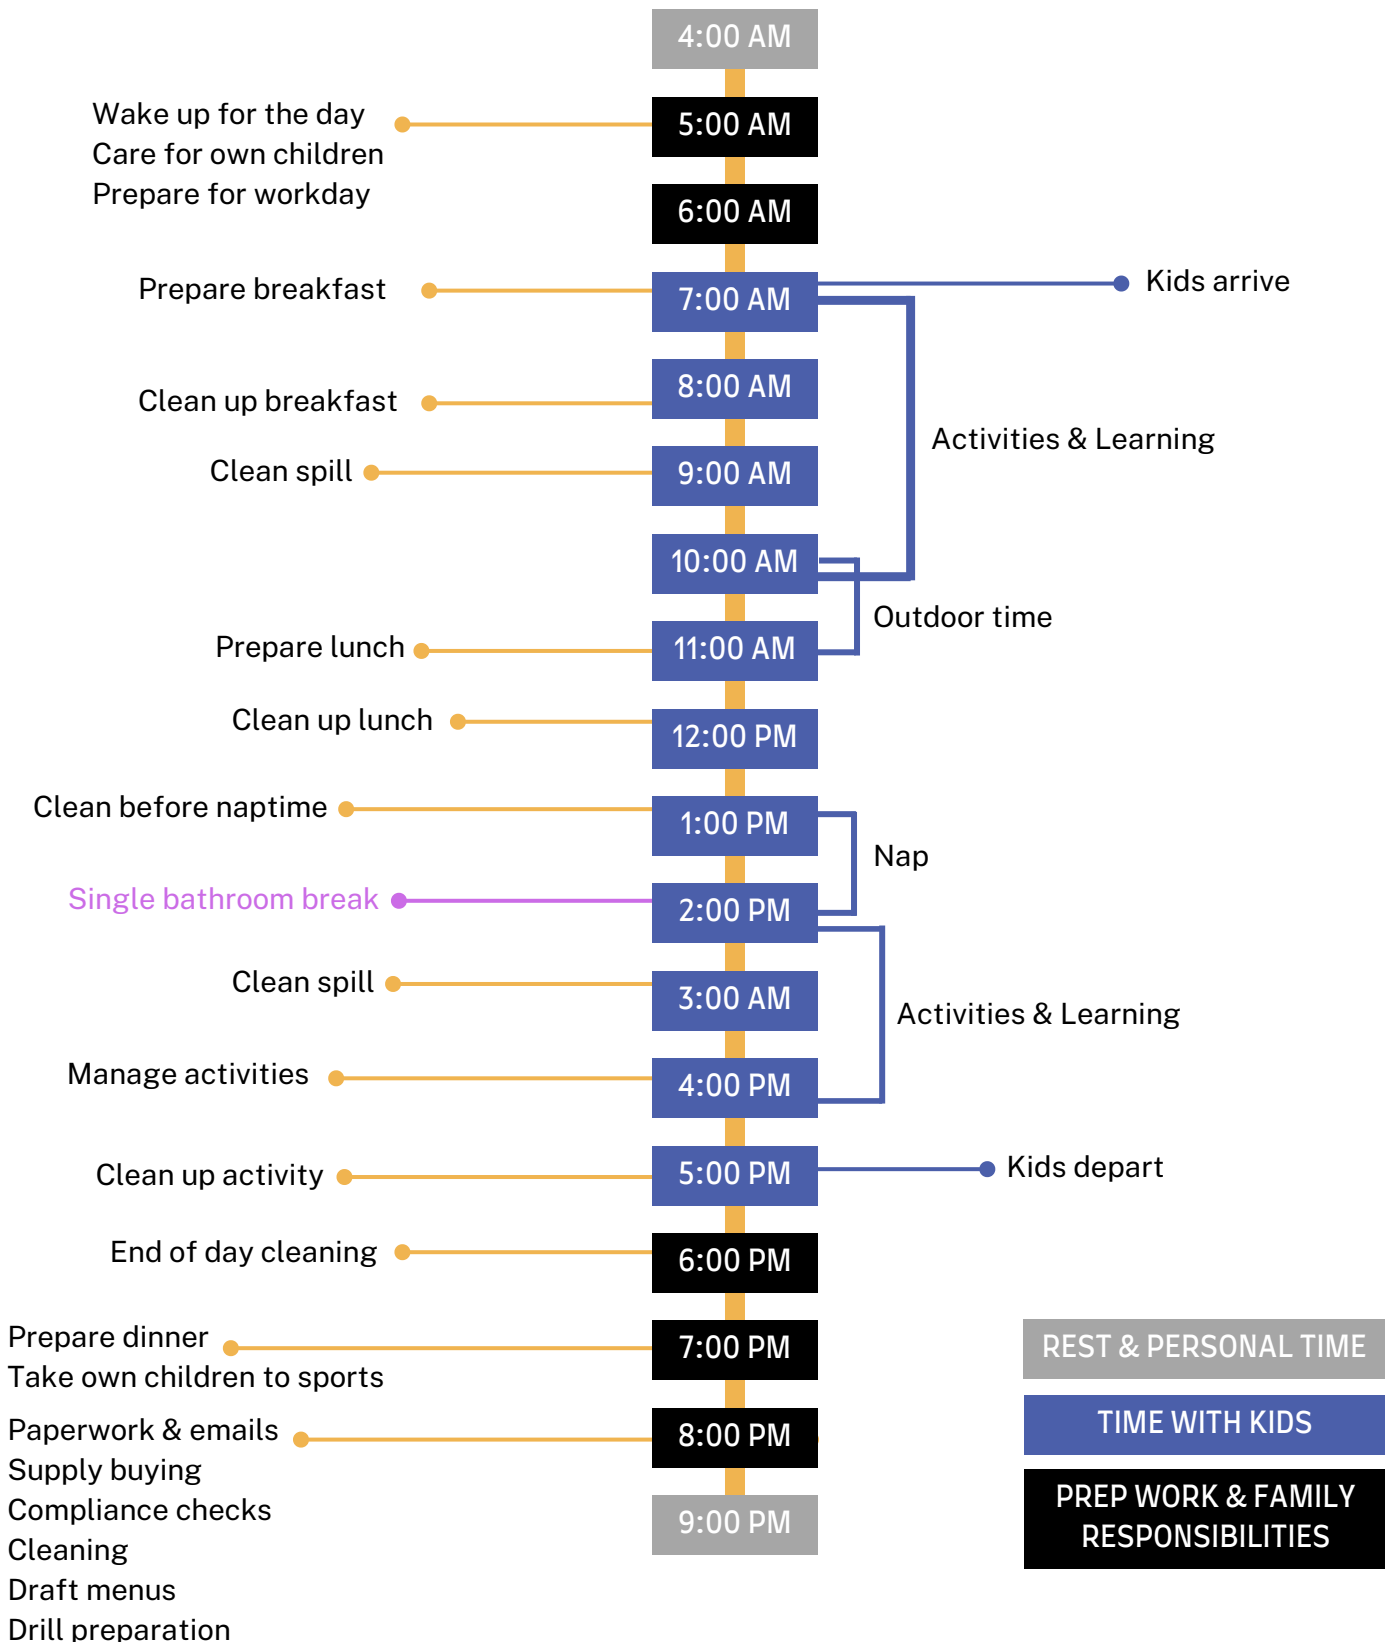 4:00 AM
Wake up for the day
Care for own children
Prepare for workday
5:00 AM
6:00 AM
Prepare breakfast
7:00 AM
Kids arrive
Clean up breakfast
8:00 AM
Activities & Learning
Clean spill
9:00 AM
10:00 AM
Outdoor time
Prepare lunch
11:00 AM
Clean up lunch
12:00 PM
Clean before naptime
1:00 PM
Nap
Single bathroom break
2:00 PM
Clean spill
3:00 AM
Activities & Learning
Manage activities
4:00 PM
Clean up activity
5:00 PM
Kids depart
End of day cleaning
6:00 PM
Prepare dinner
Take own children to sports
7:00 PM
Paperwork & emails
Supply buying
Compliance checks
Cleaning
Draft menus
Drill preparation
8:00 PM
9:00 PM
REST & PERSONAL TIME
TIME WITH KIDS
PREP WORK & FAMILY
RESPONSIBILITIES